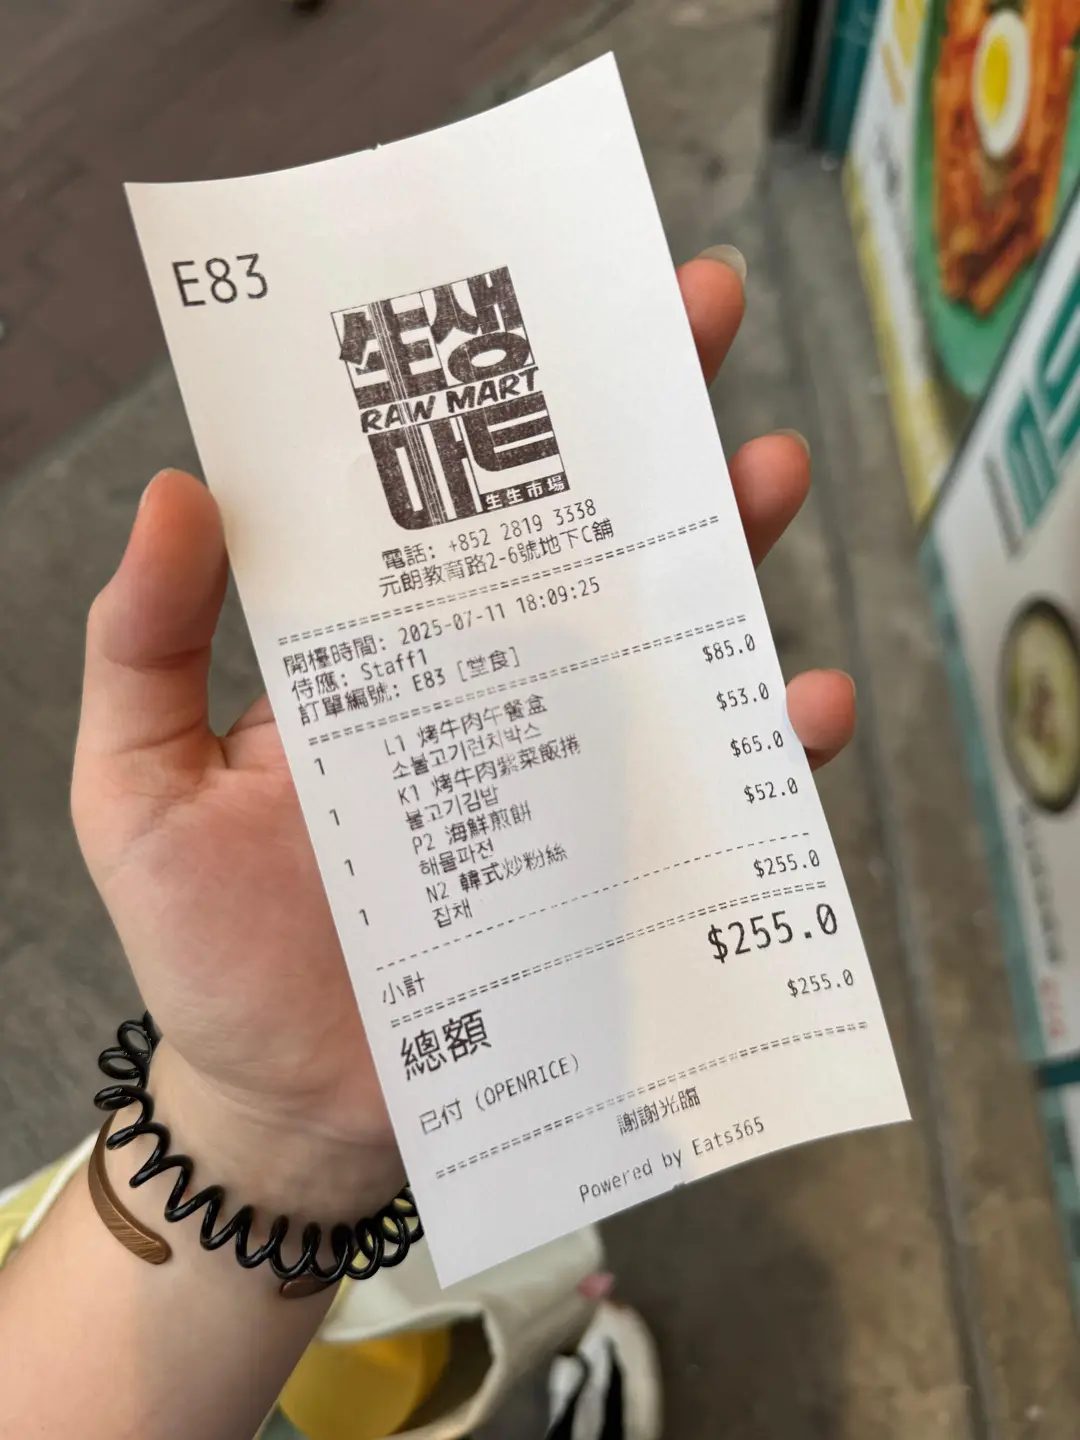 E83
生생
RAW MART
마트
生生市場
電話: +852 2819 3338
元朗教育路2-6號地下C舖
開檯時間: 2025-07-11 18:09:25
侍應: Staff1
訂單編號: E83 [堂食]
1 L1 烤牛肉午餐盒 $85.0
소불고기런치박스
1 K1 烤牛肉紫菜飯捲 $53.0
불고기김밥
1 P2 海鮮煎餅 $65.0
해물파전
1 N2 韓式炒粉絲 $52.0
잡채
小計 $255.0
總額 $255.0
已付 (OPENRICE) $255.0
謝謝光臨
Powered by Eats365